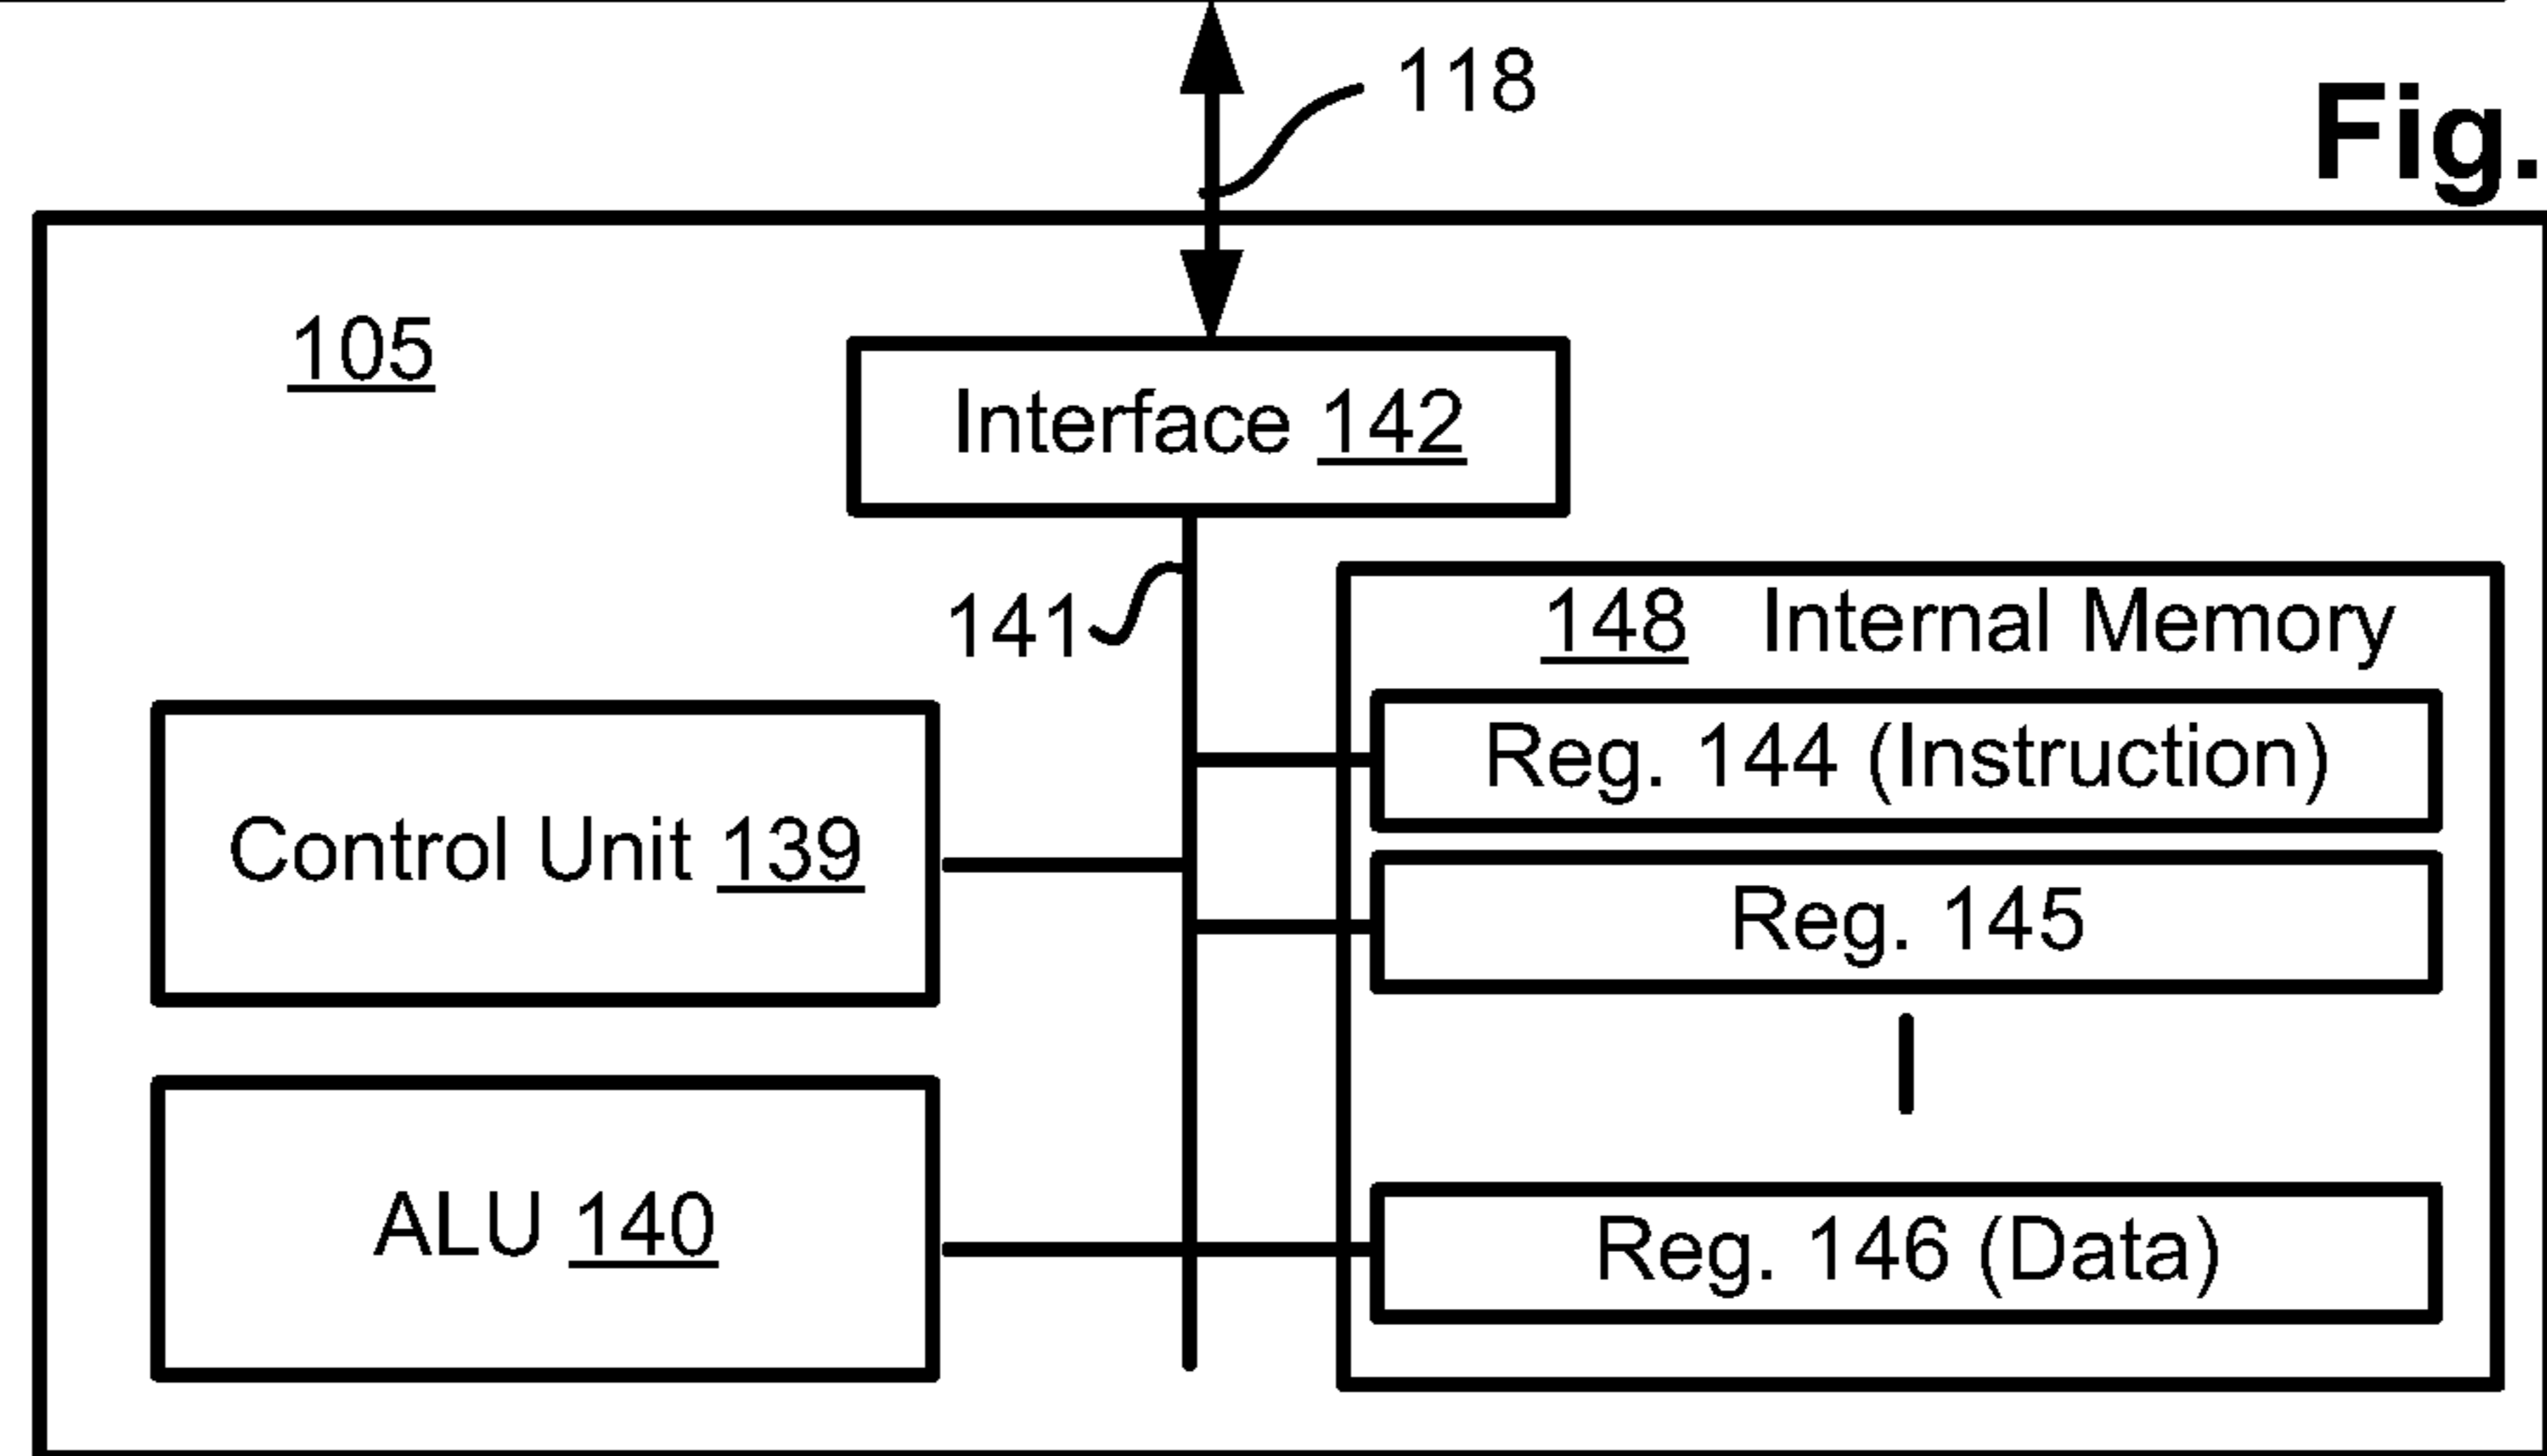 118
Fig.
105
Interface 142
141
148 Internal Memory
Reg. 144 (Instruction)
Control Unit 139
Reg. 145
ALU 140
Reg. 146 (Data)